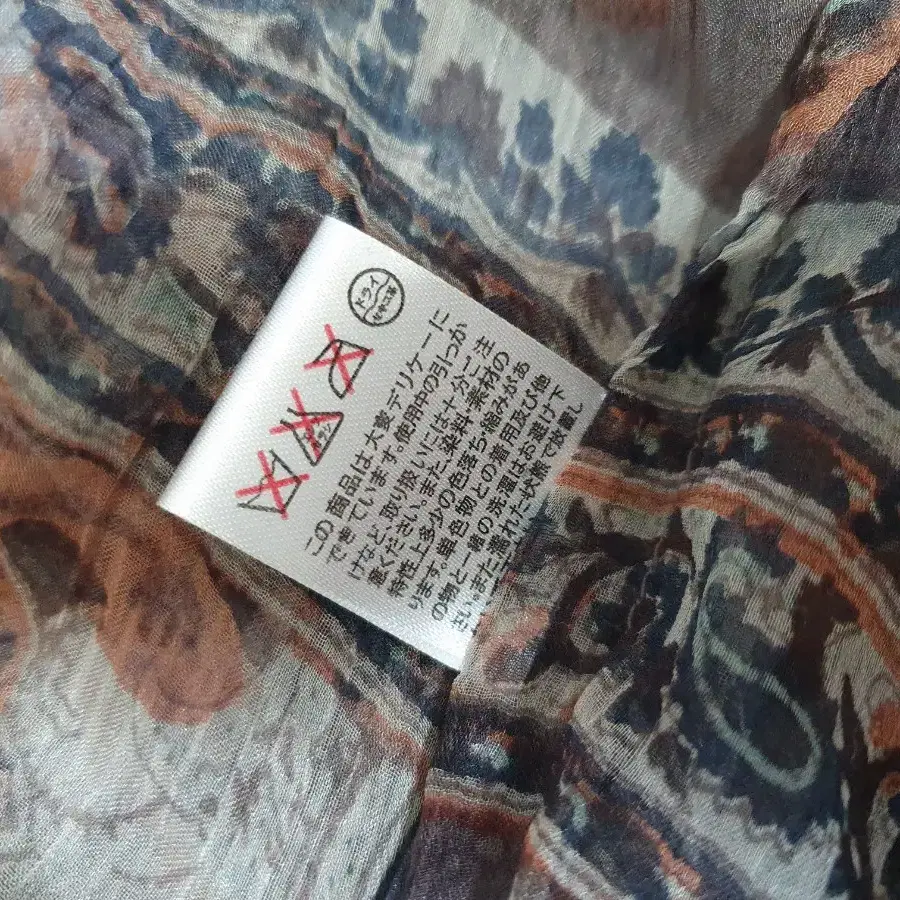 ドライ
セキユ系
この商品は大変デリケートに
できています。使用中の引っか
けなど、取り扱いには十分に注
意ください。また、染料・素材の
特性上多少の色落ち・縮みがあ
ります。単色物との着用及び他
の物と一緒の洗濯はお避け下
さい。また濡れた状態で放置し